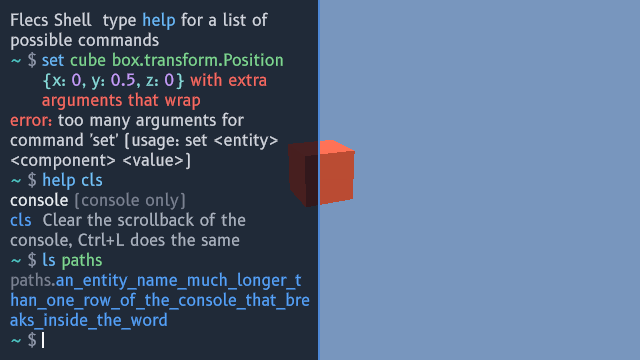 Flecs Shell  type help for a list of
possible commands
~ $ set cube box.transform.Position
{x: 0, y: 0.5, z: 0} with extra
arguments that wrap
error: too many arguments for
command 'set' [usage: set <entity>
<component> <value>]
~ $ help cls
console [console only]
cls  Clear the scrollback of the
console, Ctrl+L does the same
~ $ ls paths
paths.an_entity_name_much_longer_t
han_one_row_of_the_console_that_bre
aks_inside_the_word
~ $